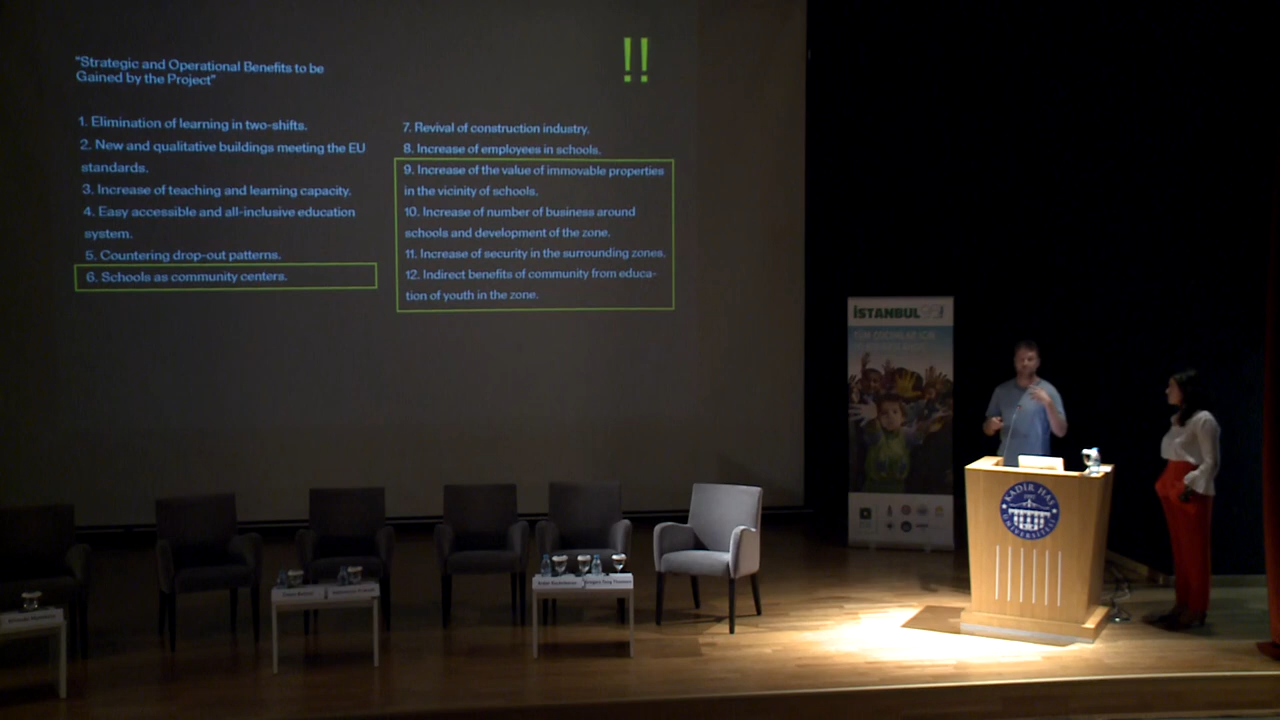 "Strategic and Operational Benefits to be
Gained by the Project"
!!
1. Elimination of learning in two-shifts.
2. New and qualitative buildings meeting the EU
standards.
3. Increase of teaching and learning capacity.
4. Easy accessible and all-inclusive education
system.
5. Countering drop-out patterns.
6. Schools as community centers.
7. Revival of construction industry.
8. Increase of employees in schools.
9. Increase of the value of immovable properties
in the vicinity of schools.
10. Increase of number of business around
schools and development of the zone.
11. Increase of security in the surrounding zones.
12. Indirect benefits of community from educa-
tion of youth in the zone.
İSTANBUL
KADİR HAS
ÜNİVERSİTESİ